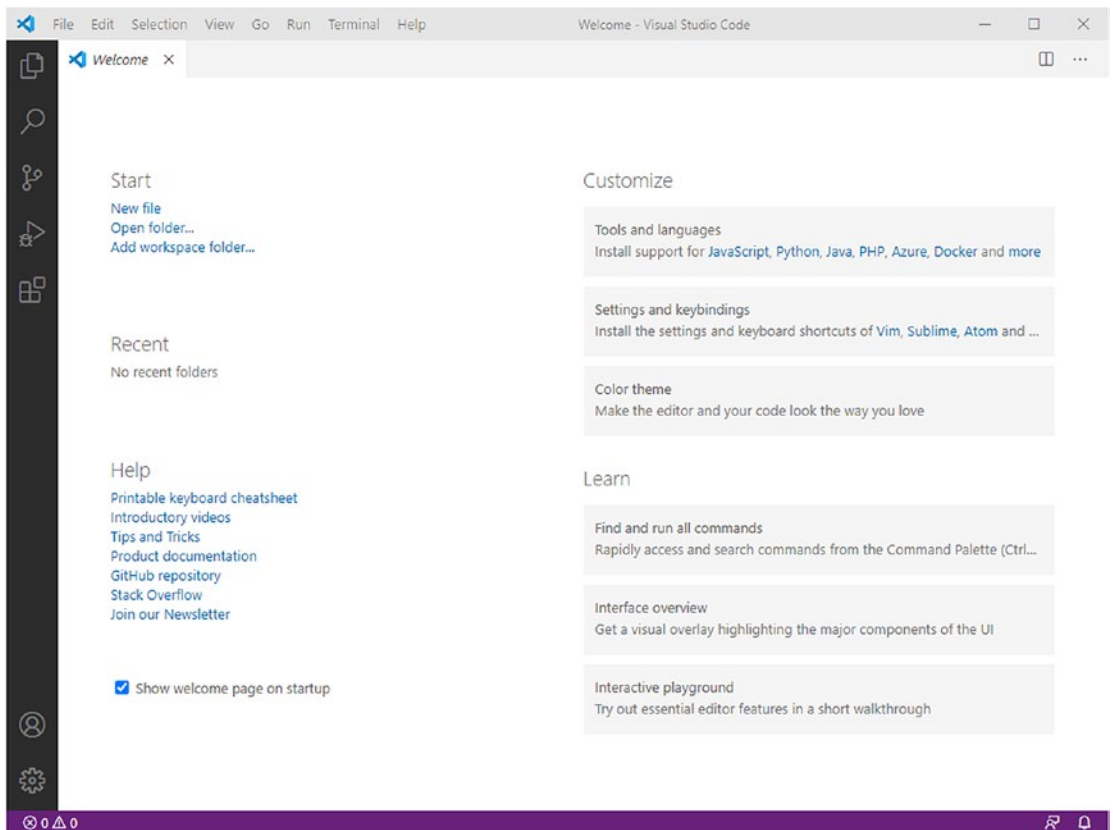 File Edit Selection View Go Run Terminal Help
Welcome - Visual Studio Code
Welcome
Start
New file
Open folder...
Add workspace folder...
Recent
No recent folders
Help
Printable keyboard cheatsheet
Introductory videos
Tips and Tricks
Product documentation
GitHub repository
Stack Overflow
Join our Newsletter
Show welcome page on startup
Customize
Tools and languages
Install support for JavaScript, Python, Java, PHP, Azure, Docker and more
Settings and keybindings
Install the settings and keyboard shortcuts of Vim, Sublime, Atom and ...
Color theme
Make the editor and your code look the way you love
Learn
Find and run all commands
Rapidly access and search commands from the Command Palette (Ctrl...
Interface overview
Get a visual overlay highlighting the major components of the UI
Interactive playground
Try out essential editor features in a short walkthrough
0 0